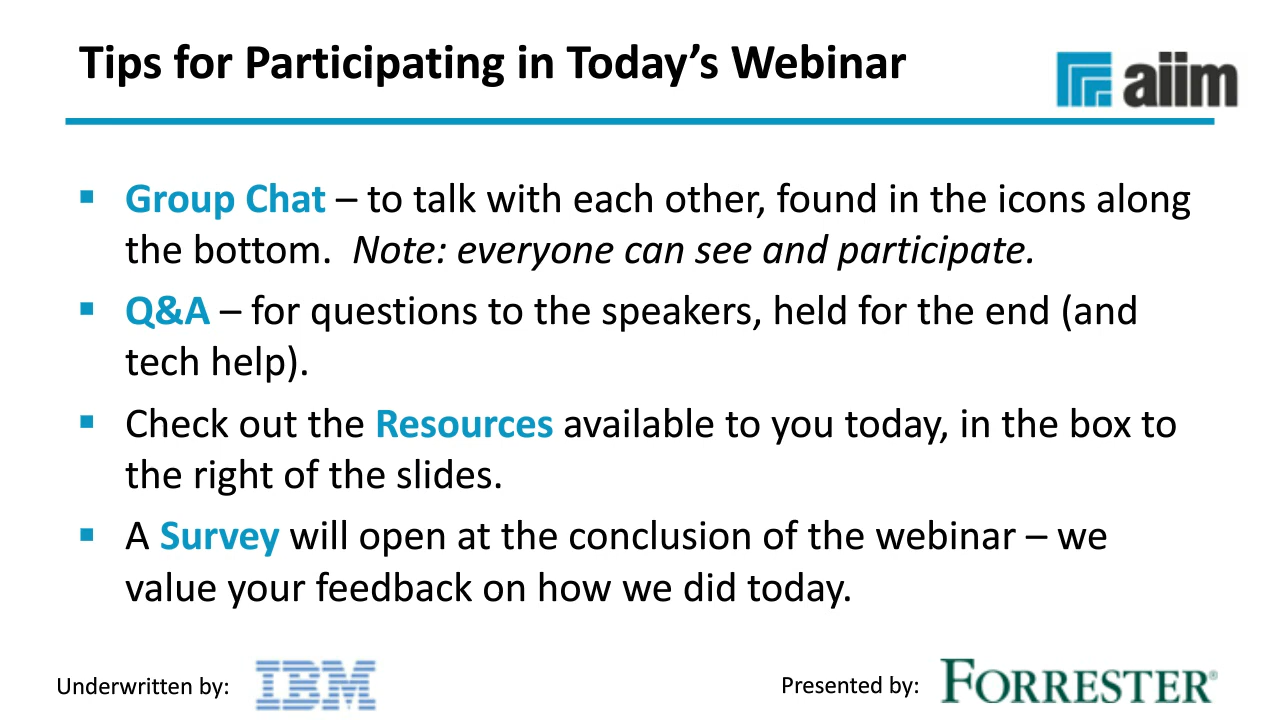 Tips for Participating in Today’s Webinar
aiim
▪ Group Chat – to talk with each other, found in the icons along
the bottom.  Note: everyone can see and participate.
▪ Q&A – for questions to the speakers, held for the end (and
tech help).
▪ Check out the Resources available to you today, in the box to
the right of the slides.
▪ A Survey will open at the conclusion of the webinar – we
value your feedback on how we did today.
Underwritten by: IBM
Presented by: FORRESTER®